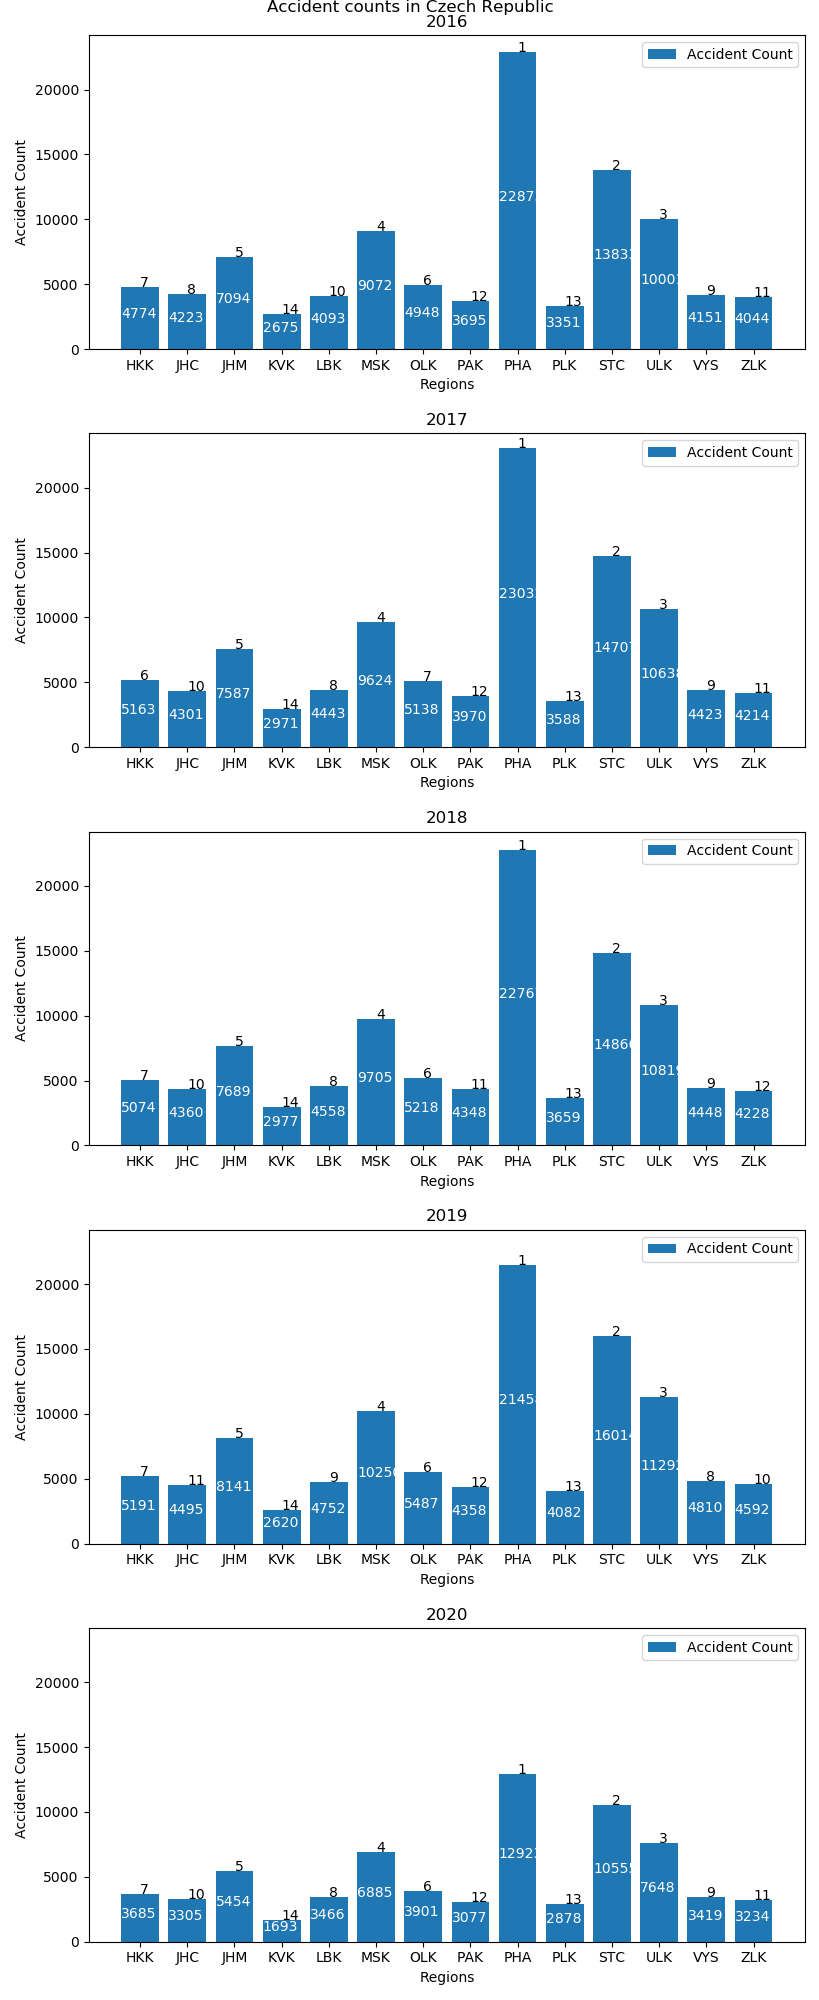 Accident counts in Czech Republic
2016
Accident Count
Accident Count
20000
15000
10000
5000
0
7 8 5 14 10 4 6 12 1 13 2 3 9 11
4774 4223 7094 2675 4093 9072 4948 3695 2287 3351 1383 10001 4151 4044
HKK JHC JHM KVK LBK MSK OLK PAK PHA PLK STC ULK VYS ZLK
Regions
2017
Accident Count
Accident Count
20000
15000
10000
5000
0
6 10 5 14 8 4 7 12 1 13 2 3 9 11
5163 4301 7587 2971 4443 9624 5138 3970 2303 3588 14707 10638 4423 4214
HKK JHC JHM KVK LBK MSK OLK PAK PHA PLK STC ULK VYS ZLK
Regions
2018
Accident Count
Accident Count
20000
15000
10000
5000
0
7 10 5 14 8 4 6 11 1 13 2 3 9 12
5074 4360 7689 2977 4558 9705 5218 4348 2276 3659 14866 10819 4448 4228
HKK JHC JHM KVK LBK MSK OLK PAK PHA PLK STC ULK VYS ZLK
Regions
2019
Accident Count
Accident Count
20000
15000
10000
5000
0
7 11 5 14 9 4 6 12 1 13 2 3 8 10
5191 4495 8141 2620 4752 10250 5487 4358 2145 4082 16014 11292 4810 4592
HKK JHC JHM KVK LBK MSK OLK PAK PHA PLK STC ULK VYS ZLK
Regions
2020
Accident Count
Accident Count
20000
15000
10000
5000
0
7 10 5 14 8 4 6 12 1 13 2 3 9 11
3685 3305 5454 1693 3466 6885 3901 3077 12923 2878 10555 7648 3419 3234
HKK JHC JHM KVK LBK MSK OLK PAK PHA PLK STC ULK VYS ZLK
Regions